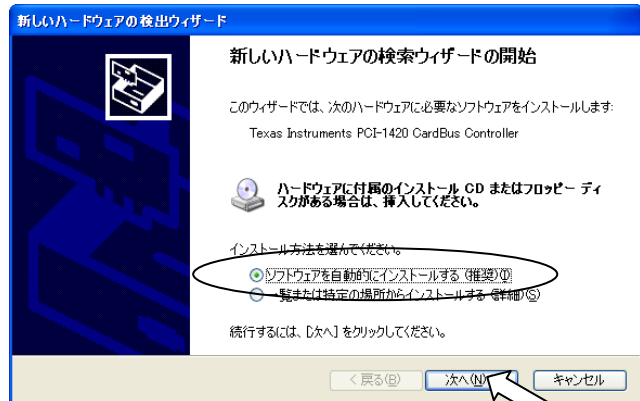 新しいハードウェアの検出ウィザード
新しいハードウェアの検索ウィザードの開始
このウィザードでは、次のハードウェアに必要なソフトウェアをインストールします:
Texas Instruments PCI-1420 CardBus Controller
ハードウェアに付属のインストール CD またはフロッピー ディ
スクがある場合は、挿入してください。
インストール方法を選んでください。
ソフトウェアを自動的にインストールする (推奨)(I)
一覧または特定の場所からインストールする (詳細)(S)
続行するには、[次へ] をクリックしてください。
< 戻る(B) 次へ(N) キャンセル